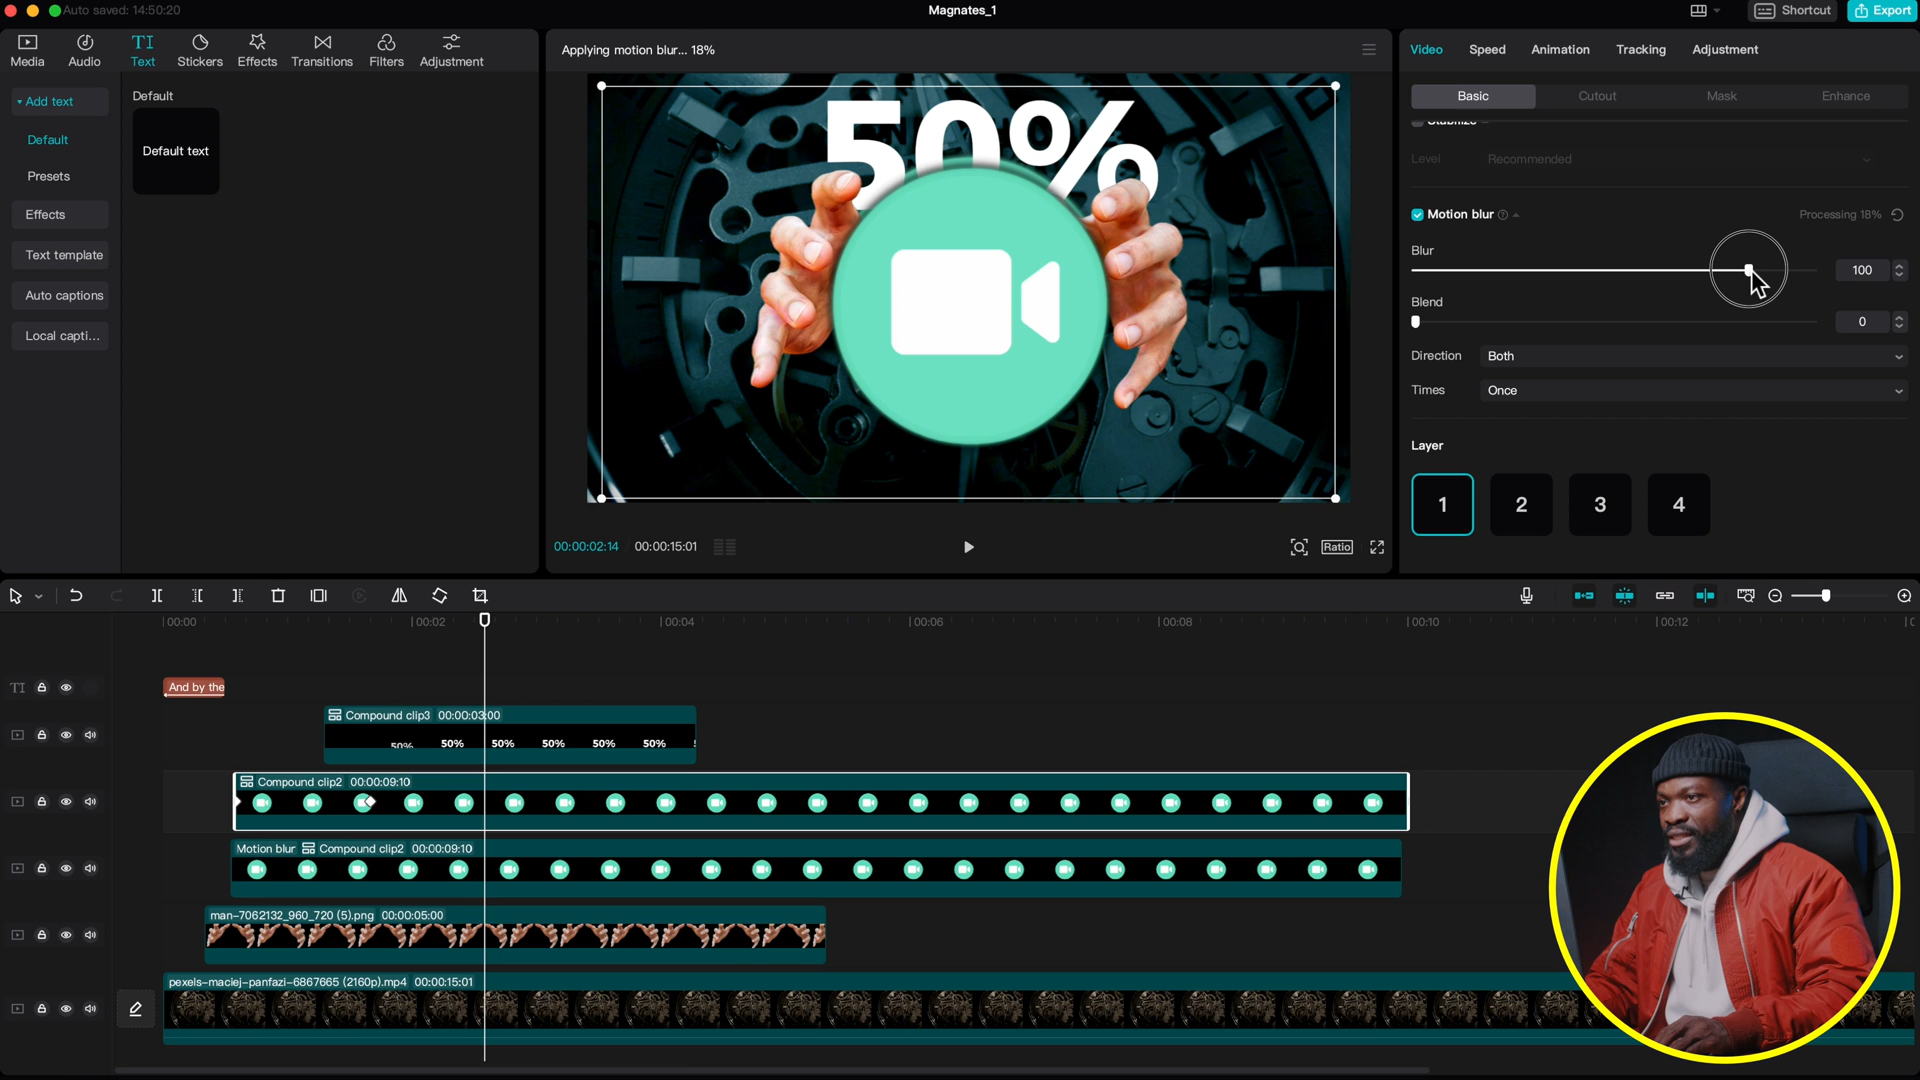 Auto saved: 14:50:20
Magnates_1
Shortcut
Export
Media
Audio
TI
Text
Stickers
Effects
Transitions
Filters
Adjustment
Add text
Default
Presets
Effects
Text template
Auto captions
Local capti...
Default
Default text
Applying motion blur... 18%
50%
00:00:02:14
00:00:15:01
Ratio
Video
Speed
Animation
Tracking
Adjustment
Basic
Cutout
Mask
Enhance
Stabilize
Level
Recommended
Motion blur
Processing 18%
Blur
100
Blend
0
Direction
Both
Times
Once
Layer
1
2
3
4
00:00
00:02
00:04
00:06
00:08
00:10
00:12
TI
And by the
Compound clip3 00:00:03:00
50% 50% 50% 50% 50% 50%
Compound clip2 00:00:09:10
Motion blur Compound clip2 00:00:09:10
man-7062132_960_720 (5).png 00:00:05:00
pexels-maciej-panfazi-6867665 (2160p).mp4 00:00:15:01